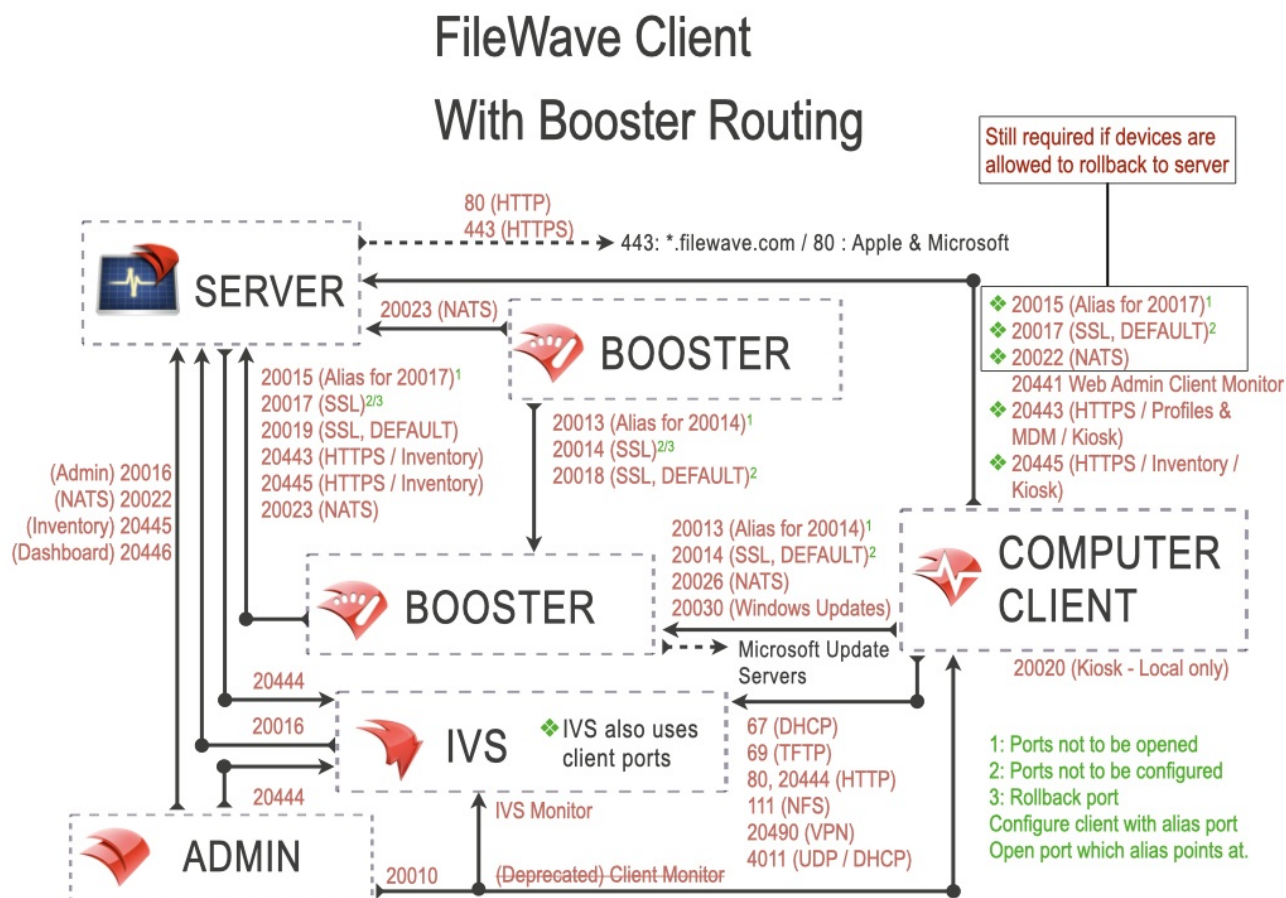 FileWave Client
With Booster Routing
Still required if devices are
allowed to rollback to server
80 (HTTP)
443 (HTTPS)
443: *.filewave.com / 80 : Apple & Microsoft
SERVER
20023 (NATS)
BOOSTER
❖ 20015 (Alias for 20017)¹
❖ 20017 (SSL, DEFAULT)²
❖ 20022 (NATS)
20441 Web Admin Client Monitor
❖ 20443 (HTTPS / Profiles &
MDM / Kiosk)
❖ 20445 (HTTPS / Inventory /
Kiosk)
20015 (Alias for 20017)¹
20017 (SSL)²/³
20019 (SSL, DEFAULT)
20443 (HTTPS / Inventory)
20445 (HTTPS / Inventory)
20023 (NATS)
20013 (Alias for 20014)¹
20014 (SSL)²/³
20018 (SSL, DEFAULT)²
(Admin) 20016
(NATS) 20022
(Inventory) 20445
(Dashboard) 20446
20013 (Alias for 20014)¹
20014 (SSL, DEFAULT)²
20026 (NATS)
20030 (Windows Updates)
COMPUTER
CLIENT
BOOSTER
Microsoft Update
Servers
20020 (Kiosk - Local only)
20444
20016
20444
IVS
❖ IVS also uses
client ports
67 (DHCP)
69 (TFTP)
80, 20444 (HTTP)
111 (NFS)
20490 (VPN)
4011 (UDP / DHCP)
1: Ports not to be opened
2: Ports not to be configured
3: Rollback port
Configure client with alias port
Open port which alias points at.
IVS Monitor
ADMIN
20010
(Deprecated) Client Monitor